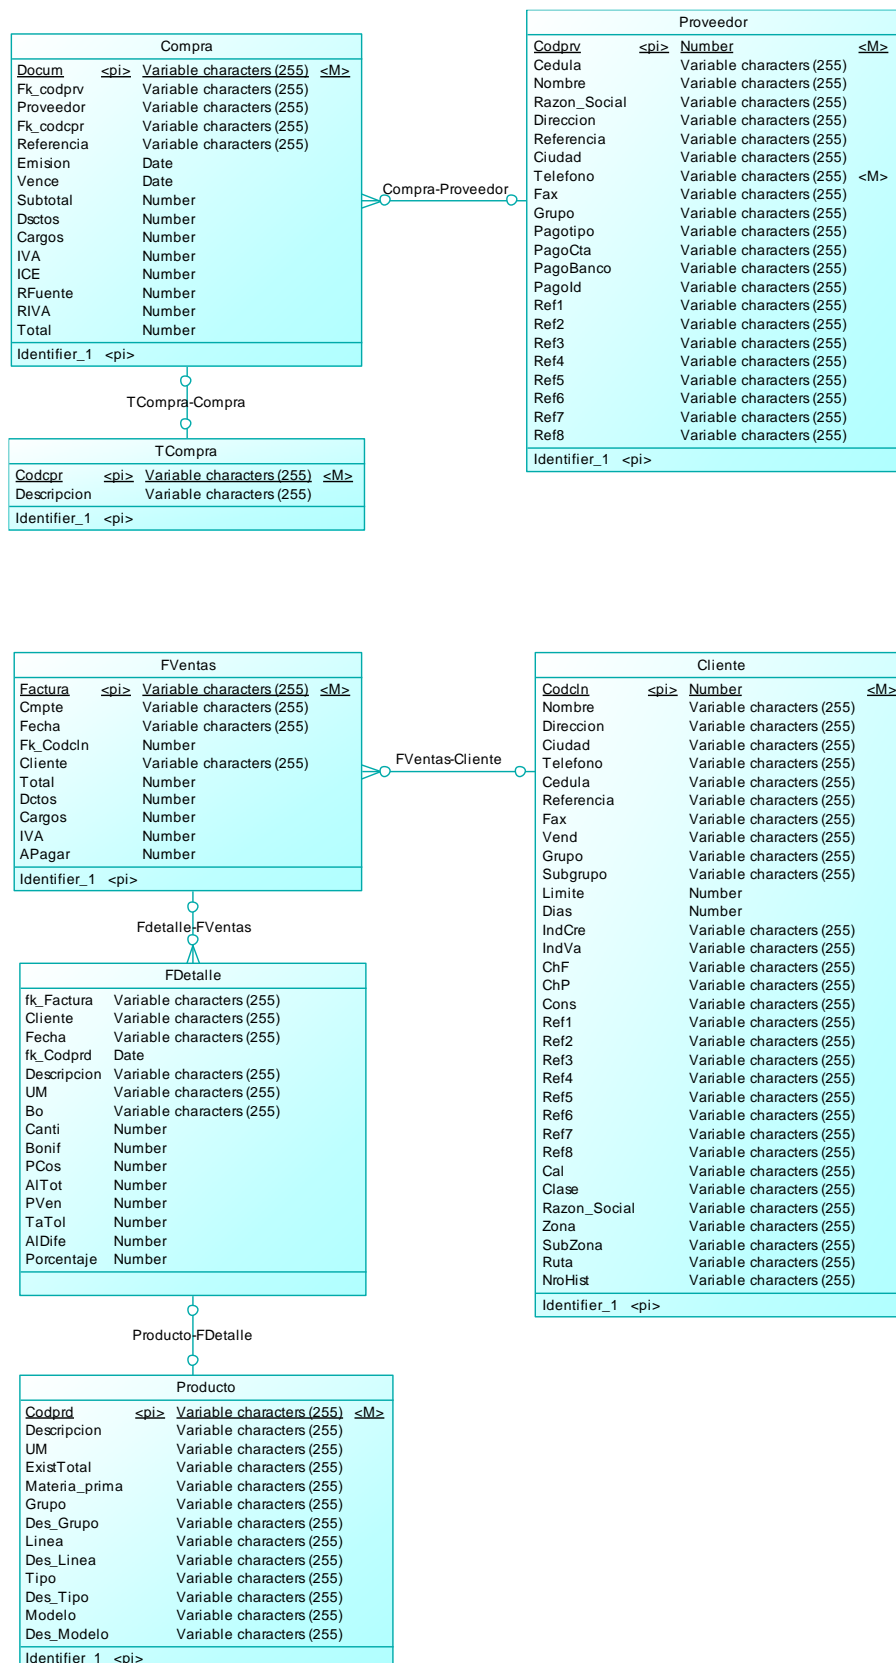 Compra
Docum <pi> Variable characters (255) <M>
Fk_codprv Variable characters (255)
Proveedor Variable characters (255)
Fk_codcpr Variable characters (255)
Referencia Variable characters (255)
Emision Date
Vence Date
Subtotal Number
Dsctos Number
Cargos Number
IVA Number
ICE Number
RFuente Number
RIVA Number
Total Number
Identifier_1 <pi>
Compra-Proveedor
Proveedor
Codprv <pi> Number <M>
Cedula Variable characters (255)
Nombre Variable characters (255)
Razon_Social Variable characters (255)
Direccion Variable characters (255)
Referencia Variable characters (255)
Ciudad Variable characters (255)
Telefono Variable characters (255) <M>
Fax Variable characters (255)
Grupo Variable characters (255)
Pagotipo Variable characters (255)
PagoCta Variable characters (255)
PagoBanco Variable characters (255)
PagoId Variable characters (255)
Ref1 Variable characters (255)
Ref2 Variable characters (255)
Ref3 Variable characters (255)
Ref4 Variable characters (255)
Ref5 Variable characters (255)
Ref6 Variable characters (255)
Ref7 Variable characters (255)
Ref8 Variable characters (255)
Identifier_1 <pi>
TCompra-Compra
TCompra
Codcpr <pi> Variable characters (255) <M>
Descripcion Variable characters (255)
Identifier_1 <pi>
FVentas
Factura <pi> Variable characters (255) <M>
Cmpte Variable characters (255)
Fecha Variable characters (255)
Fk_Codcln Number
Cliente Variable characters (255)
Total Number
Dctos Number
Cargos Number
IVA Number
APagar Number
Identifier_1 <pi>
FVentas-Cliente
Cliente
Codcln <pi> Number <M>
Nombre Variable characters (255)
Direccion Variable characters (255)
Ciudad Variable characters (255)
Telefono Variable characters (255)
Cedula Variable characters (255)
Referencia Variable characters (255)
Fax Variable characters (255)
Vend Variable characters (255)
Grupo Variable characters (255)
Subgrupo Variable characters (255)
Limite Number
Dias Number
IndCre Variable characters (255)
IndVa Variable characters (255)
ChF Variable characters (255)
ChP Variable characters (255)
Cons Variable characters (255)
Ref1 Variable characters (255)
Ref2 Variable characters (255)
Ref3 Variable characters (255)
Ref4 Variable characters (255)
Ref5 Variable characters (255)
Ref6 Variable characters (255)
Ref7 Variable characters (255)
Ref8 Variable characters (255)
Cal Variable characters (255)
Clase Variable characters (255)
Razon_Social Variable characters (255)
Zona Variable characters (255)
SubZona Variable characters (255)
Ruta Variable characters (255)
NroHist Variable characters (255)
Identifier_1 <pi>
Fdetalle-FVentas
FDetalle
fk_Factura Variable characters (255)
Cliente Variable characters (255)
Fecha Variable characters (255)
fk_Codprd Date
Descripcion Variable characters (255)
UM Variable characters (255)
Bo Variable characters (255)
Canti Number
Bonif Number
PCos Number
AlTot Number
PVen Number
TaTol Number
AlDife Number
Porcentaje Number
Producto-FDetalle
Producto
Codprd <pi> Variable characters (255) <M>
Descripcion Variable characters (255)
UM Variable characters (255)
ExistTotal Variable characters (255)
Materia_prima Variable characters (255)
Grupo Variable characters (255)
Des_Grupo Variable characters (255)
Linea Variable characters (255)
Des_Linea Variable characters (255)
Tipo Variable characters (255)
Des_Tipo Variable characters (255)
Modelo Variable characters (255)
Des_Modelo Variable characters (255)
Identifier_1 <pi>